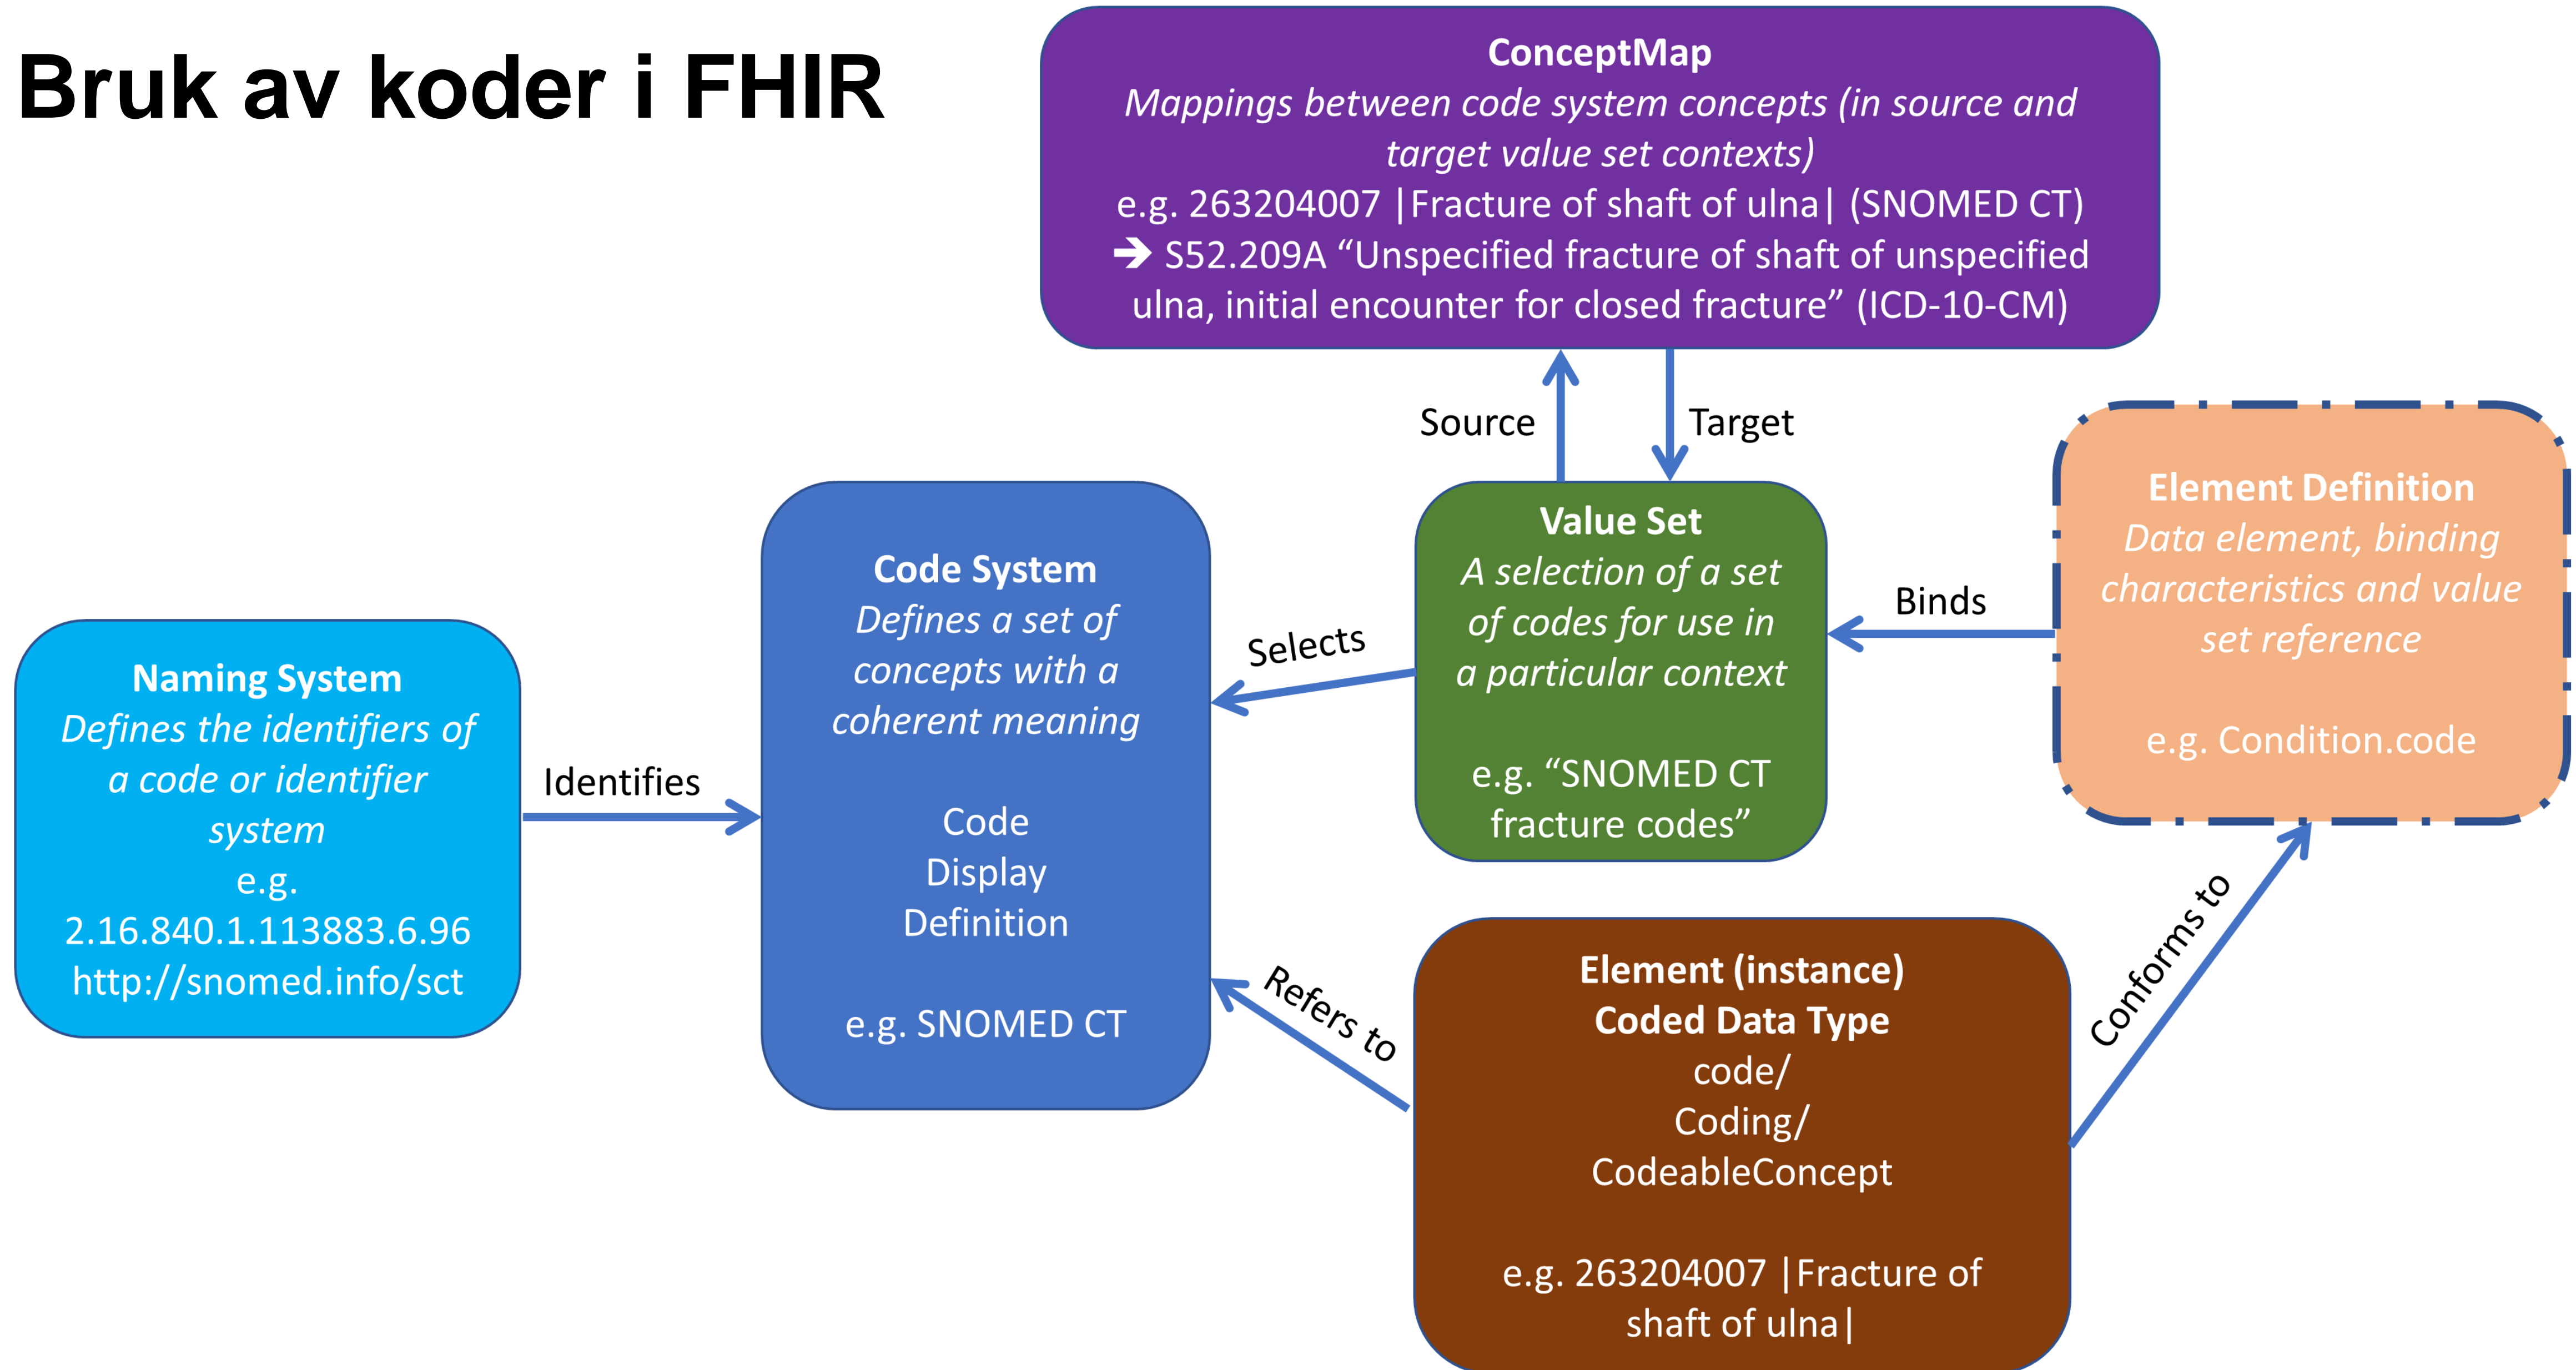 Bruk av koder i FHIR
ConceptMap
Mappings between code system concepts (in source and
target value set contexts)
e.g. 263204007 |Fracture of shaft of ulna| (SNOMED CT)
➔ S52.209A “Unspecified fracture of shaft of unspecified
ulna, initial encounter for closed fracture” (ICD-10-CM)
Source
Target
Naming System
Defines the identifiers of
a code or identifier
system
e.g.
2.16.840.1.113883.6.96
http://snomed.info/sct
Identifies
Code System
Defines a set of
concepts with a
coherent meaning
Code
Display
Definition
e.g. SNOMED CT
Selects
Value Set
A selection of a set
of codes for use in
a particular context
e.g. “SNOMED CT
fracture codes”
Binds
Element Definition
Data element, binding
characteristics and value
set reference
e.g. Condition.code
Refers to
Element (instance)
Coded Data Type
code/
Coding/
CodeableConcept
e.g. 263204007 |Fracture of
shaft of ulna|
Conforms to